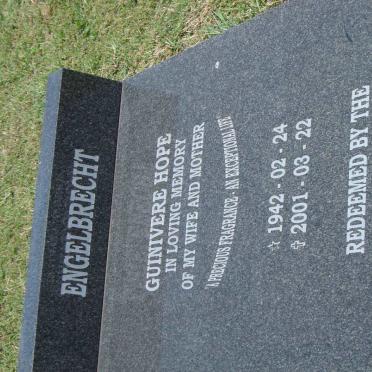 ENGELBRECHT
GUINIVERE HOPE
IN LOVING MEMORY
OF MY WIFE AND MOTHER
'A PRECIOUS FRAGRANCE - AN EXCEPTIONAL LIFE'
☆ 1942 - 02 - 24
✞ 2001 - 03 - 22
REDEEMED BY THE